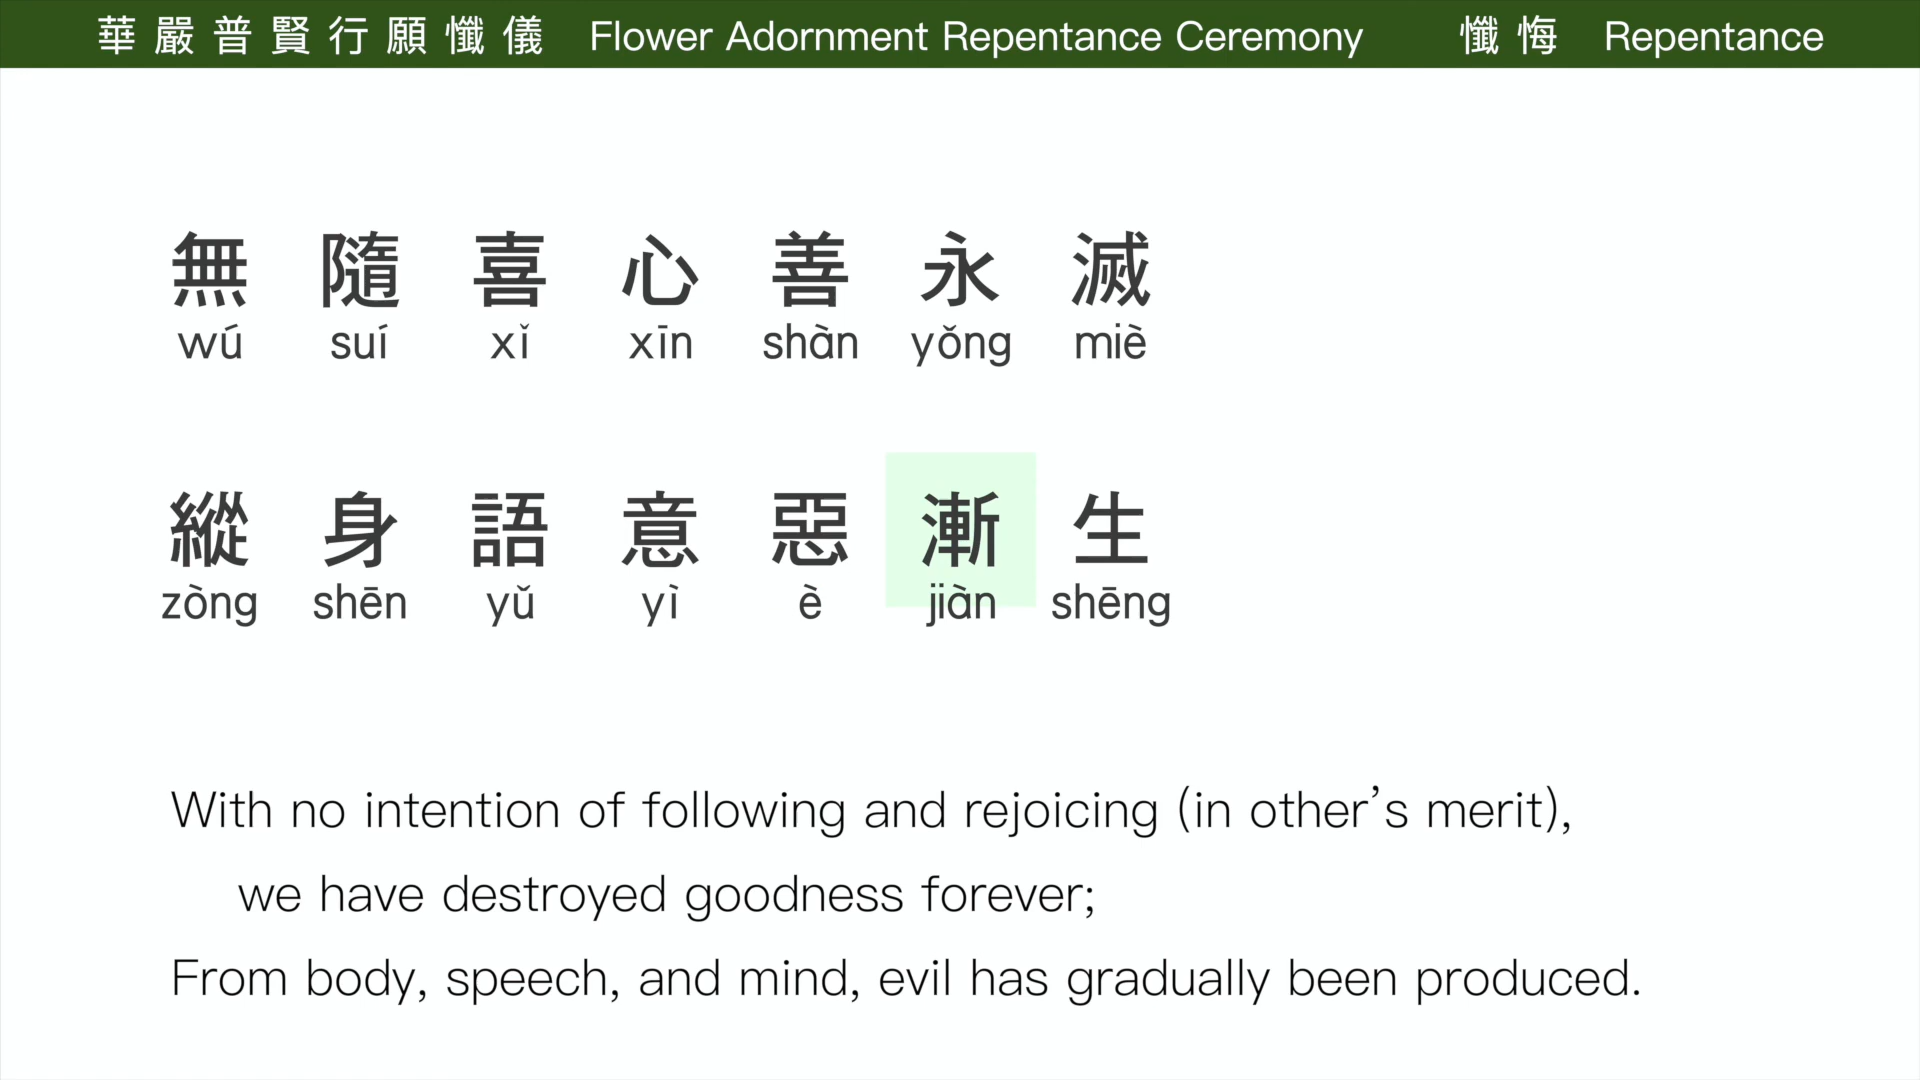 華嚴普賢行願懺儀 Flower Adornment Repentance Ceremony 懺悔 Repentance
無隨喜心善永滅
wú suí xǐ xīn shàn yǒng miè
縱身語意惡漸生
zòng shēn yǔ yì è jiàn shēng
With no intention of following and rejoicing (in other’s merit),
we have destroyed goodness forever;
From body, speech, and mind, evil has gradually been produced.